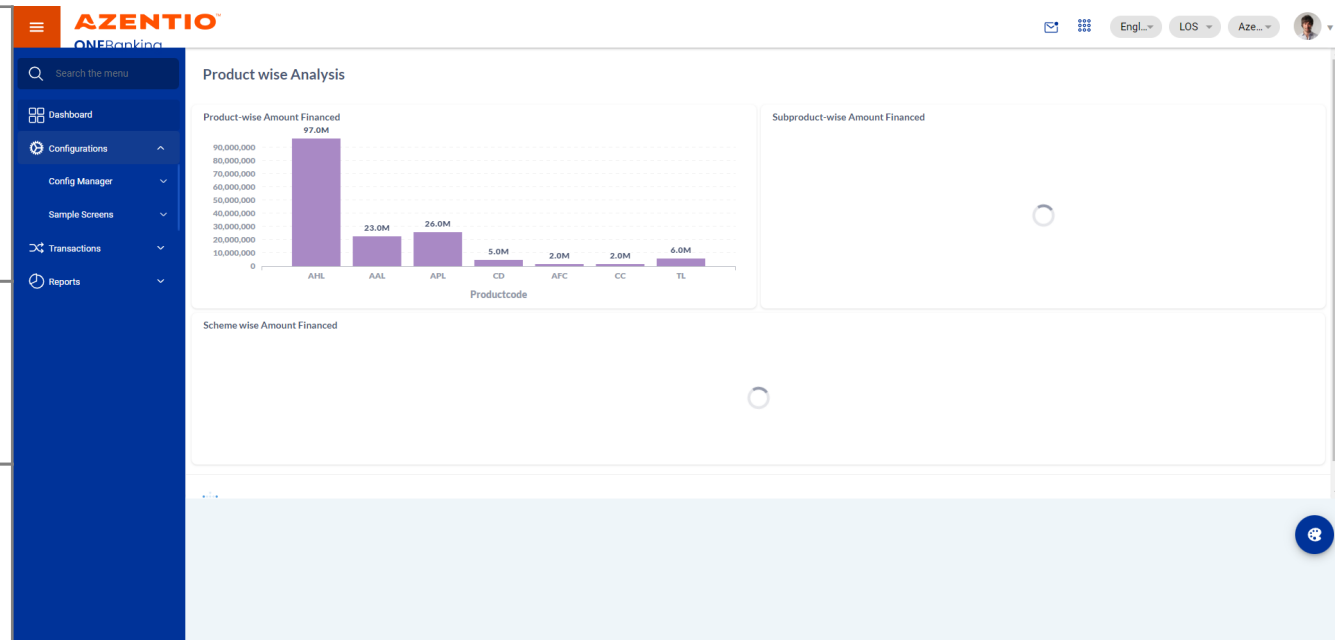 AZENTIO
ONEBanking
Engl...
LOS
Aze...
Search the menu
Dashboard
Configurations
Config Manager
Sample Screens
Transactions
Reports
Product wise Analysis
Product-wise Amount Financed
97.0M
90,000,000
80,000,000
70,000,000
60,000,000
50,000,000
40,000,000
30,000,000
20,000,000
10,000,000
0
23.0M
26.0M
5.0M
2.0M
2.0M
6.0M
AHL AAL APL CD AFC CC TL
Productcode
Subproduct-wise Amount Financed
Scheme wise Amount Financed